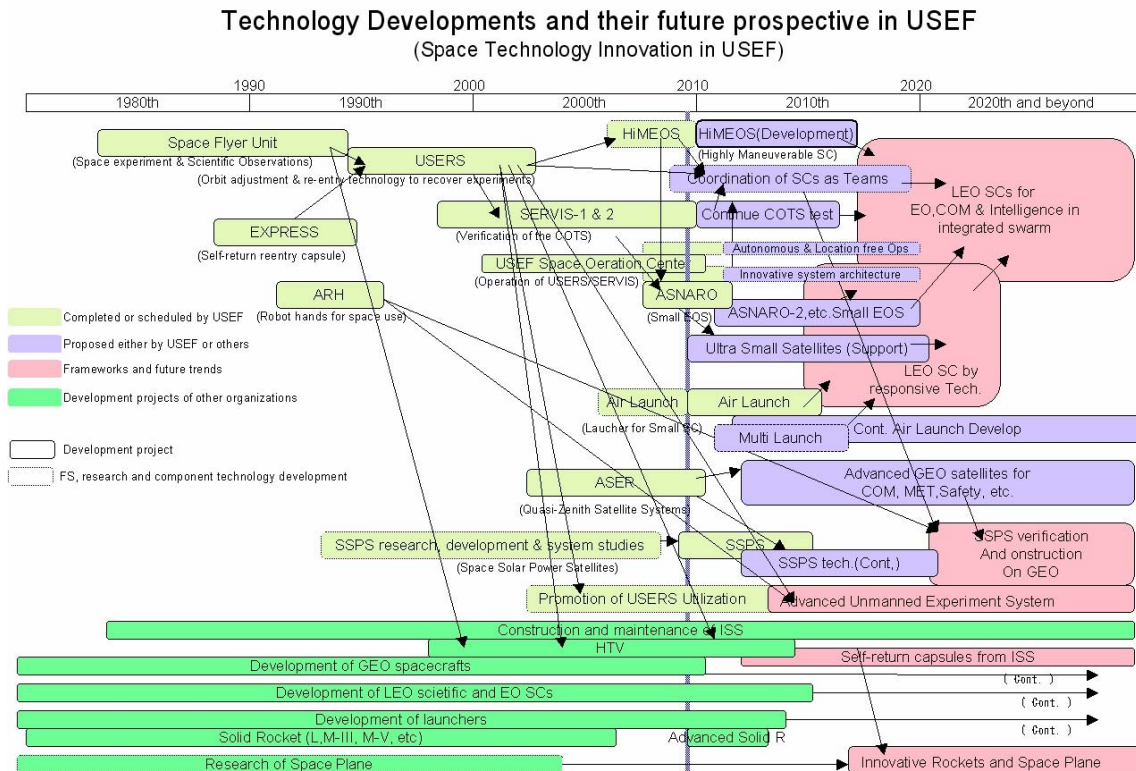 Technology Developments and their future prospective in USEF
(Space Technology Innovation in USEF)
1990
2000
2010
2020
1980th
1990th
2000th
2010th
2020th and beyond
Space Flyer Unit
(Space experiment & Scientific Observations)
USERS
(Orbit adjustment & re-entry technology to recover experiments)
HiMEOS
HiMEOS(Development)
(Highly Maneuverable SC)
Coordination of SCs as Teams
LEO SCs for
EO,COM & Intelligence in
integrated swarm
EXPRESS
(Self-return reentry capsule)
SERVIS-1 & 2
(Verification of the COTS)
Continue COTS test
Autonomous & Location free Ops
USEF Space Oeration Center
(Operation of USERS/SERVIS)
Innovative system architecture
ARH
(Robot hands for space use)
ASNARO
(Small EOS)
ASNARO-2,etc.Small EOS
Ultra Small Satellites (Support)
LEO SC by
responsive Tech.
Completed or scheduled by USEF
Proposed either by USEF or others
Frameworks and future trends
Development projects of other organizations
Development project
FS, research and component technology development
Air Launch
(Laucher for Small SC)
Air Launch
Cont. Air Launch Develop
Multi Launch
ASER
(Quasi-Zenith Satellite Systems)
Advanced GEO satellites for
COM, MET,Safety, etc.
SSPS research, development & system studies
(Space Solar Power Satellites)
SSPS
SSPS tech.(Cont,)
SSPS verification
And onstruction
On GEO
Promotion of USERS Utilization
Advanced Unmanned Experiment System
Construction and maintenance of ISS
HTV
Self-return capsules from ISS
Development of GEO spacecrafts
( Cont. )
Development of LEO scietific and EO SCs
( Cont. )
Development of launchers
( Cont. )
Solid Rocket (L,M-III, M-V, etc)
Advanced Solid R
Research of Space Plane
Innovative Rockets and Space Plane